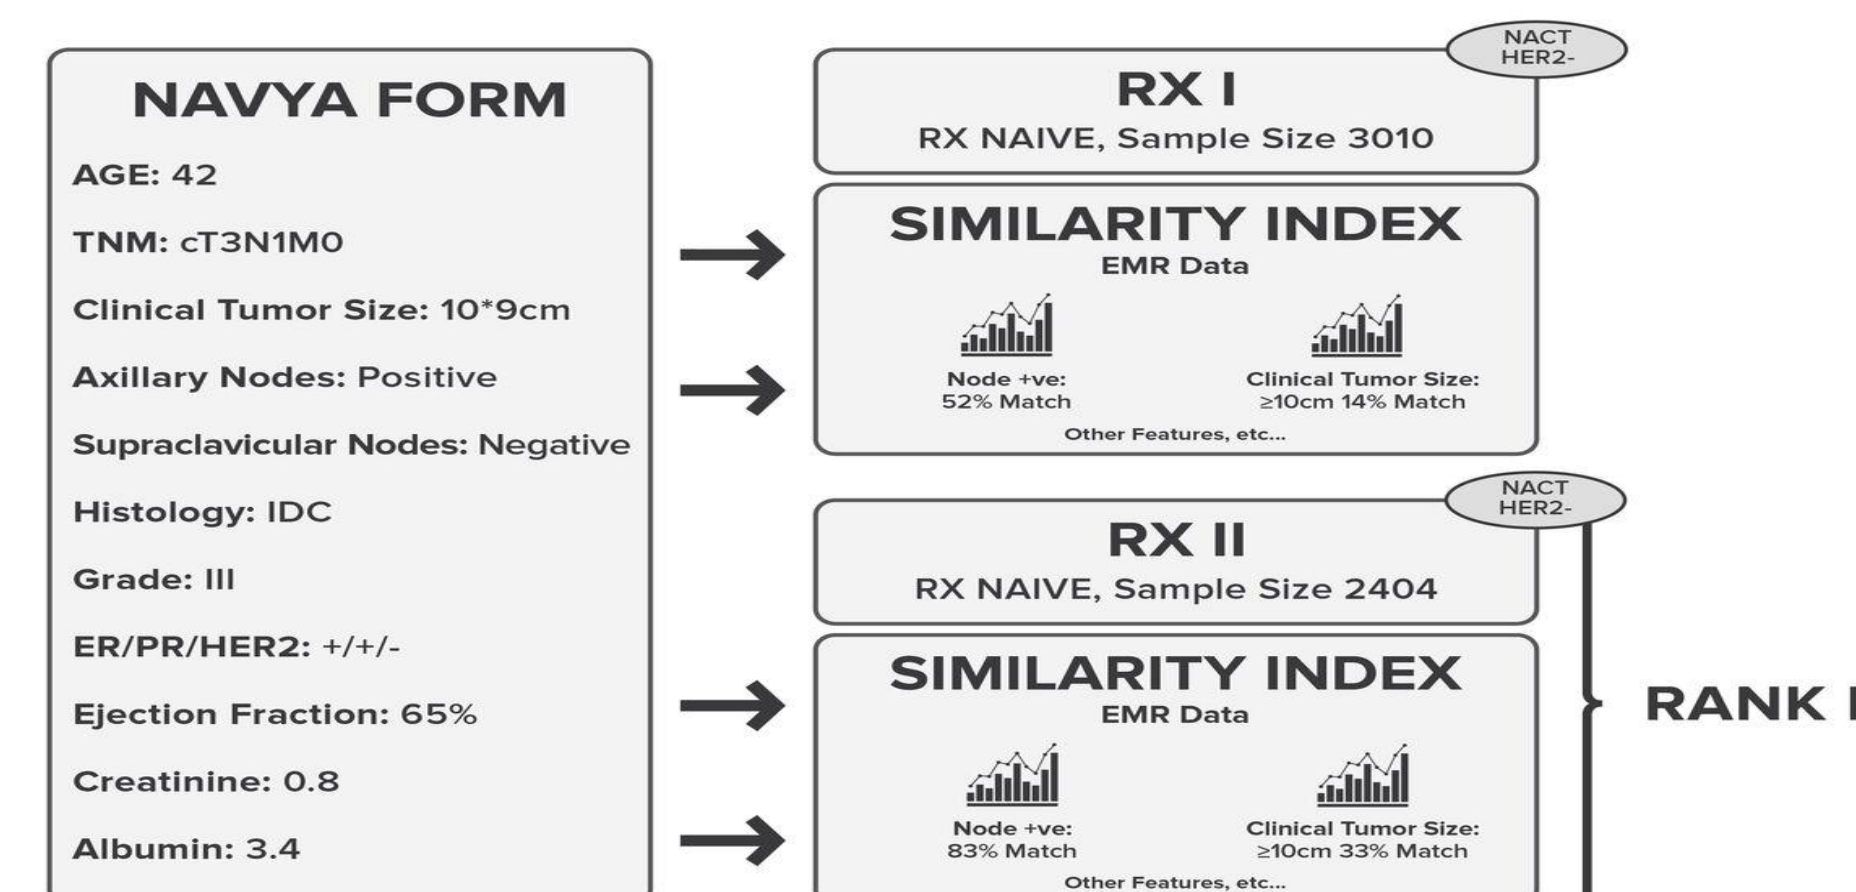 NAVYA FORM
AGE: 42
TNM: cT3N1M0
Clinical Tumor Size: 10*9cm
Axillary Nodes: Positive
Supraclavicular Nodes: Negative
Histology: IDC
Grade: III
ER/PR/HER2: +/+/-
Ejection Fraction: 65%
Creatinine: 0.8
Albumin: 3.4
NACT
HER2-
RX I
RX NAIVE, Sample Size 3010
SIMILARITY INDEX
EMR Data
Node +ve:
52% Match
Clinical Tumor Size:
≥10cm 14% Match
Other Features, etc...
NACT
HER2-
RX II
RX NAIVE, Sample Size 2404
SIMILARITY INDEX
EMR Data
Node +ve:
83% Match
Clinical Tumor Size:
≥10cm 33% Match
Other Features, etc...
RANK